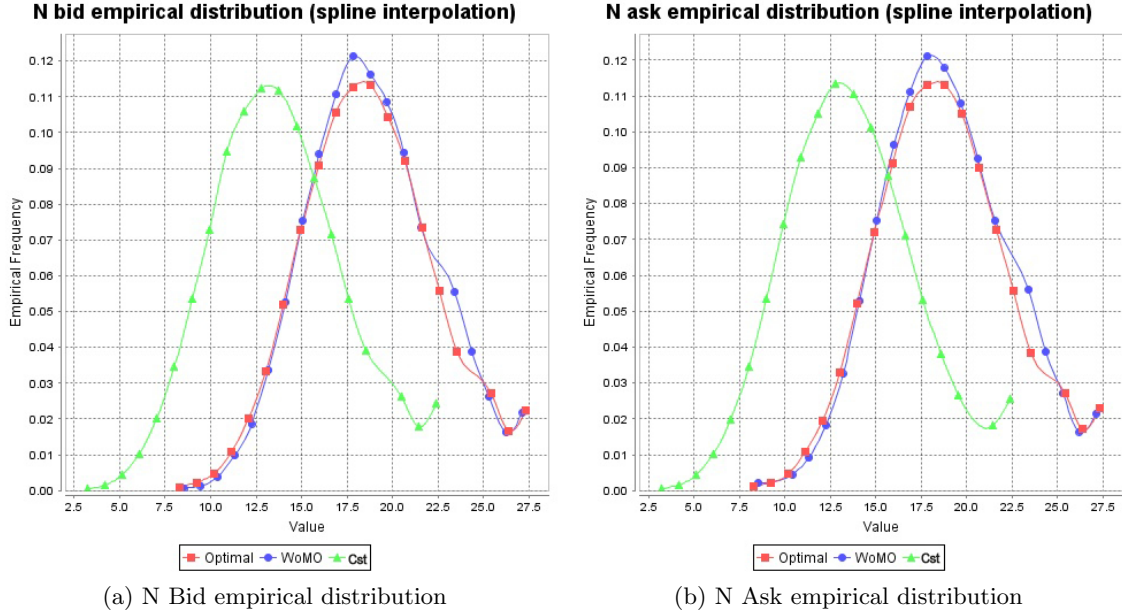 N bid empirical distribution (spline interpolation)
0.12
0.11
0.10
0.09
0.08
0.07
0.06
0.05
0.04
0.03
0.02
0.01
0.00
Empirical Frequency
2.5 5.0 7.5 10.0 12.5 15.0 17.5 20.0 22.5 25.0 27.5
Value
Optimal WoMO Cst
(a) N Bid empirical distribution
N ask empirical distribution (spline interpolation)
0.12
0.11
0.10
0.09
0.08
0.07
0.06
0.05
0.04
0.03
0.02
0.01
0.00
Empirical Frequency
2.5 5.0 7.5 10.0 12.5 15.0 17.5 20.0 22.5 25.0 27.5
Value
Optimal WoMO Cst
(b) N Ask empirical distribution